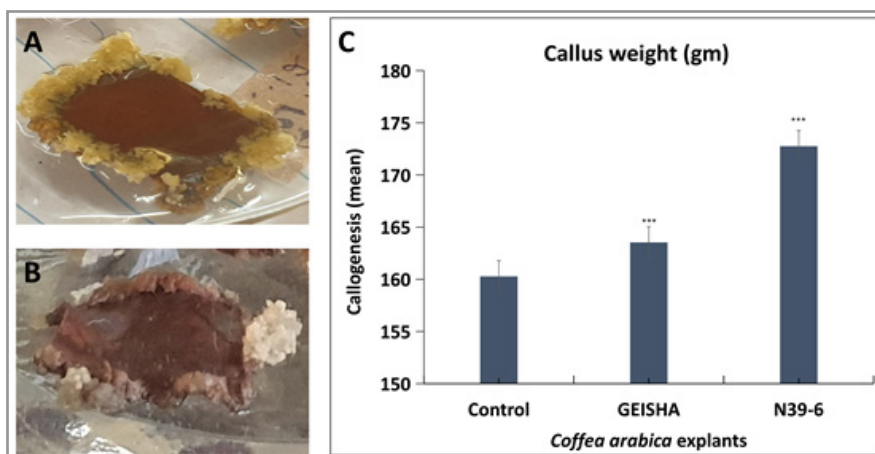 A
B
C
Callus weight (gm)
Callogenesis (mean)
180
175
170
165
160
155
150
***
***
Control GEISHA N39-6
Coffea arabica explants